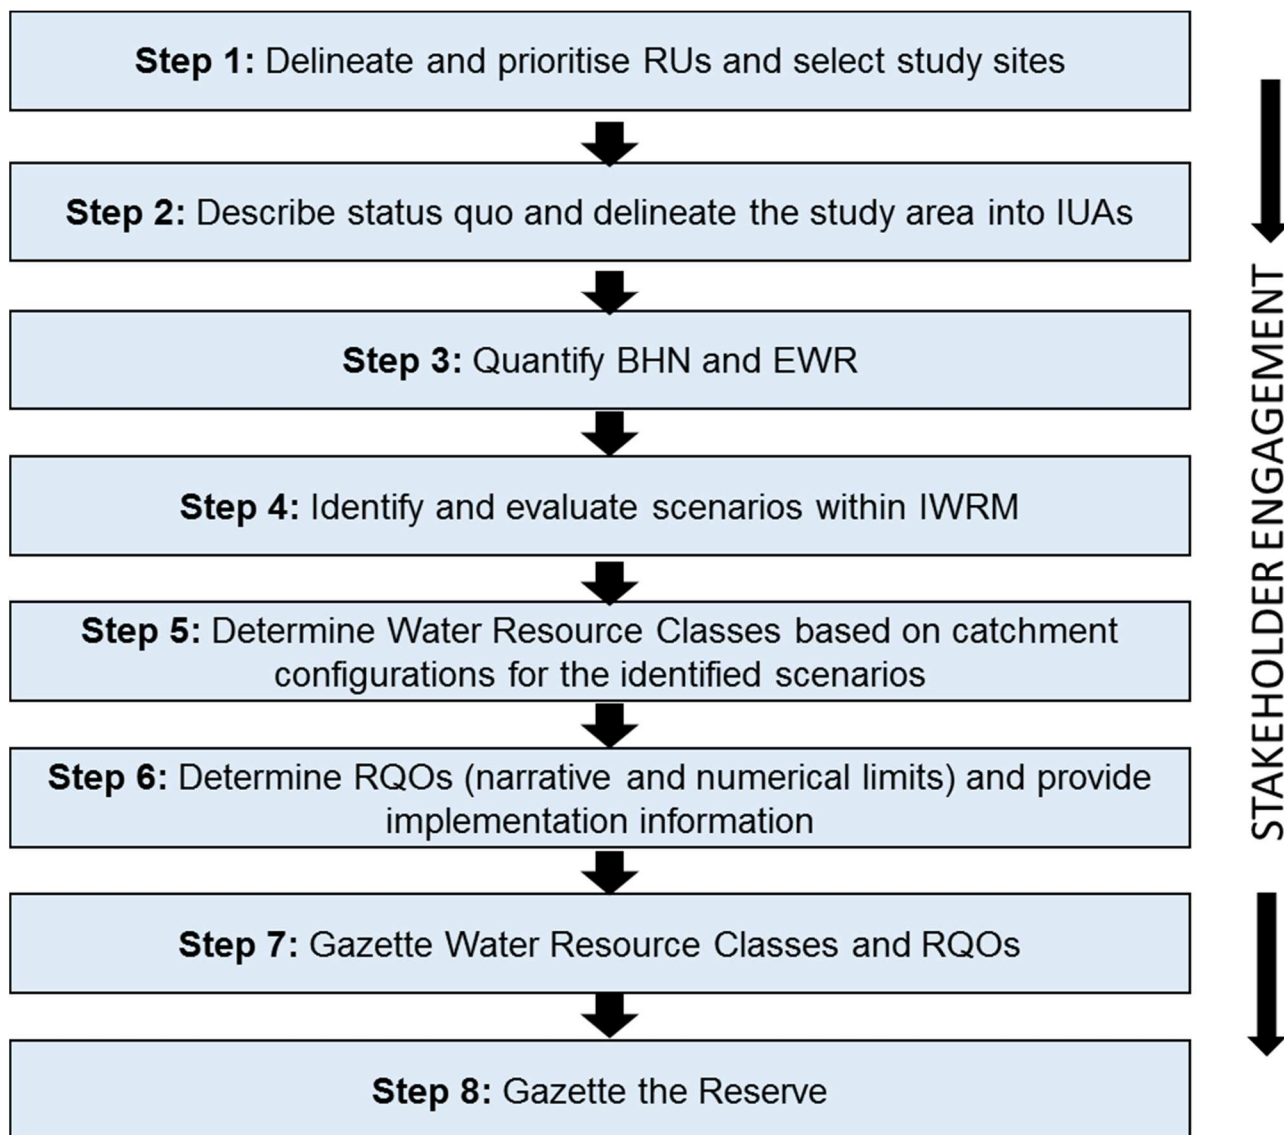 Step 1: Delineate and prioritise RUs and select study sites
Step 2: Describe status quo and delineate the study area into IUAs
Step 3: Quantify BHN and EWR
Step 4: Identify and evaluate scenarios within IWRM
Step 5: Determine Water Resource Classes based on catchment
configurations for the identified scenarios
Step 6: Determine RQOs (narrative and numerical limits) and provide
implementation information
Step 7: Gazette Water Resource Classes and RQOs
Step 8: Gazette the Reserve
STAKEHOLDER ENGAGEMENT